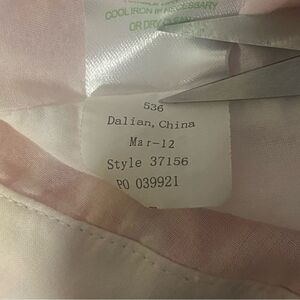 COOL IRON IF NECESSARY
OR DRY CLEAN
536
Dalian, China
Mar-12
Style 37156
PO 039921